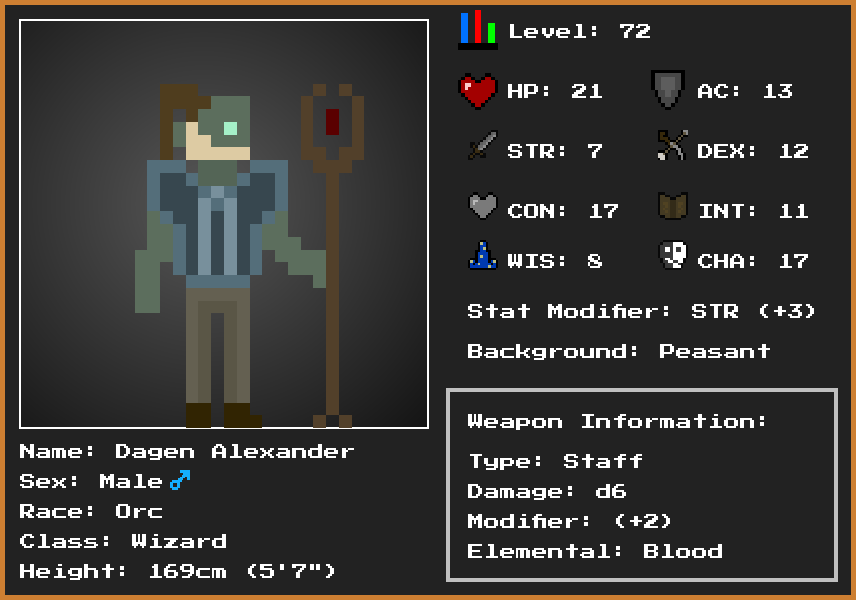 Level: 72
HP: 21
AC: 13
STR: 7
DEX: 12
CON: 17
INT: 11
WIS: 8
CHA: 17
Stat Modifier: STR (+3)
Background: Peasant
Weapon Information:
Type: Staff
Damage: d6
Modifier: (+2)
Elemental: Blood
Name: Dagen Alexander
Sex: Male ♂
Race: Orc
Class: Wizard
Height: 169cm (5'7")